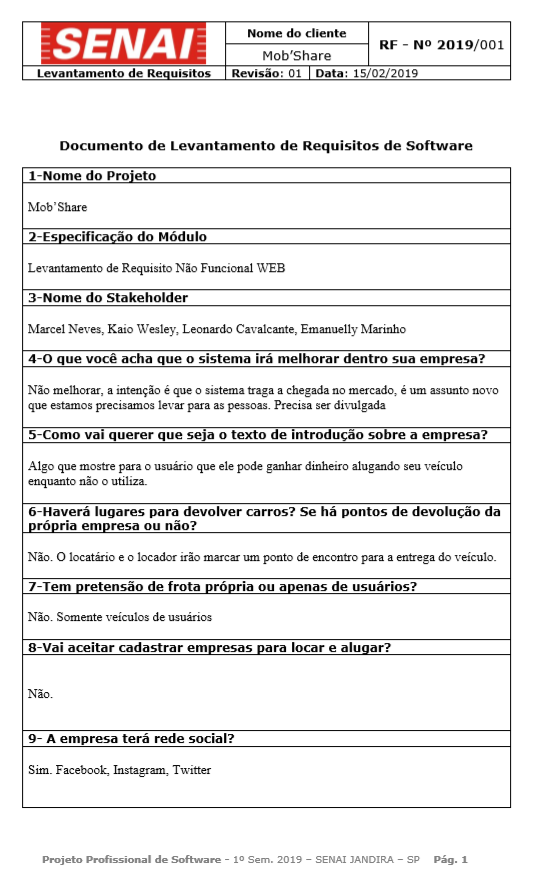 SENAI
Nome do cliente
RF - Nº 2019/001
Mob'Share
Levantamento de Requisitos
Revisão: 01
Data: 15/02/2019
Documento de Levantamento de Requisitos de Software
1-Nome do Projeto
Mob'Share
2-Especificação do Módulo
Levantamento de Requisito Não Funcional WEB
3-Nome do Stakeholder
Marcel Neves, Kaio Wesley, Leonardo Cavalcante, Emanuelly Marinho
4-O que você acha que o sistema irá melhorar dentro sua empresa?
Não melhorar, a intenção é que o sistema traga a chegada no mercado, é um assunto novo
que estamos precisamos levar para as pessoas. Precisa ser divulgada
5-Como vai querer que seja o texto de introdução sobre a empresa?
Algo que mostre para o usuário que ele pode ganhar dinheiro alugando seu veículo
enquanto não o utiliza.
6-Haverá lugares para devolver carros? Se há pontos de devolução da
própria empresa ou não?
Não. O locatário e o locador irão marcar um ponto de encontro para a entrega do veículo.
7-Tem pretensão de frota própria ou apenas de usuários?
Não. Somente veículos de usuários
8-Vai aceitar cadastrar empresas para locar e alugar?
Não.
9- A empresa terá rede social?
Sim. Facebook, Instagram, Twitter
Projeto Profissional de Software - 1º Sem. 2019 – SENAI JANDIRA – SP Pág. 1